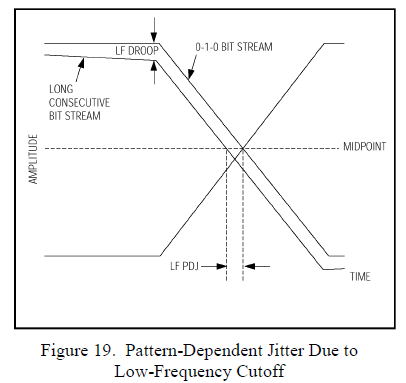 LF DROOP
0-1-0 BIT STREAM
LONG
CONSECUTIVE
BIT STREAM
MIDPOINT
AMPLITUDE
LF PDJ
TIME
Figure 19. Pattern-Dependent Jitter Due to
Low-Frequency Cutoff